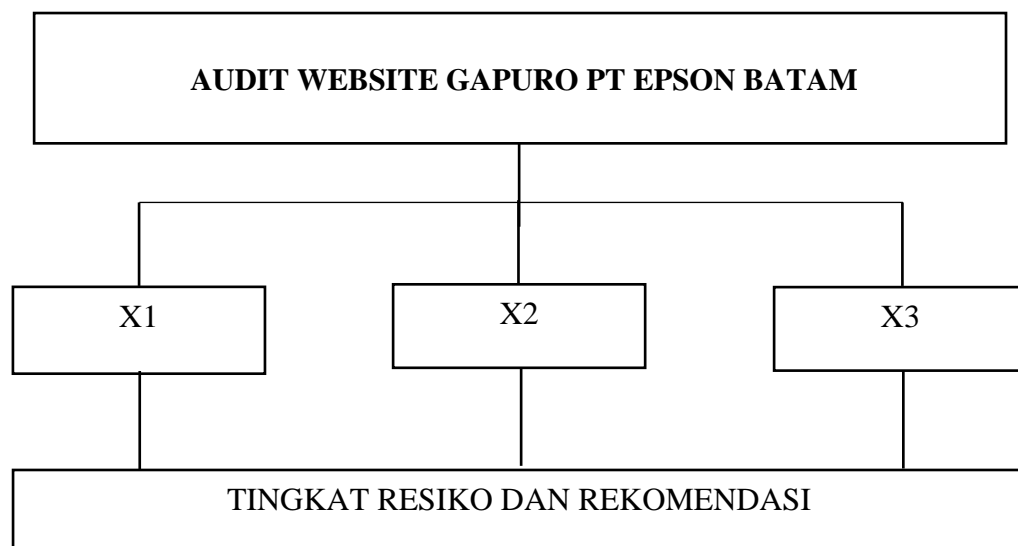 AUDIT WEBSITE GAPURO PT EPSON BATAM
X1
X2
X3
TINGKAT RESIKO DAN REKOMENDASI